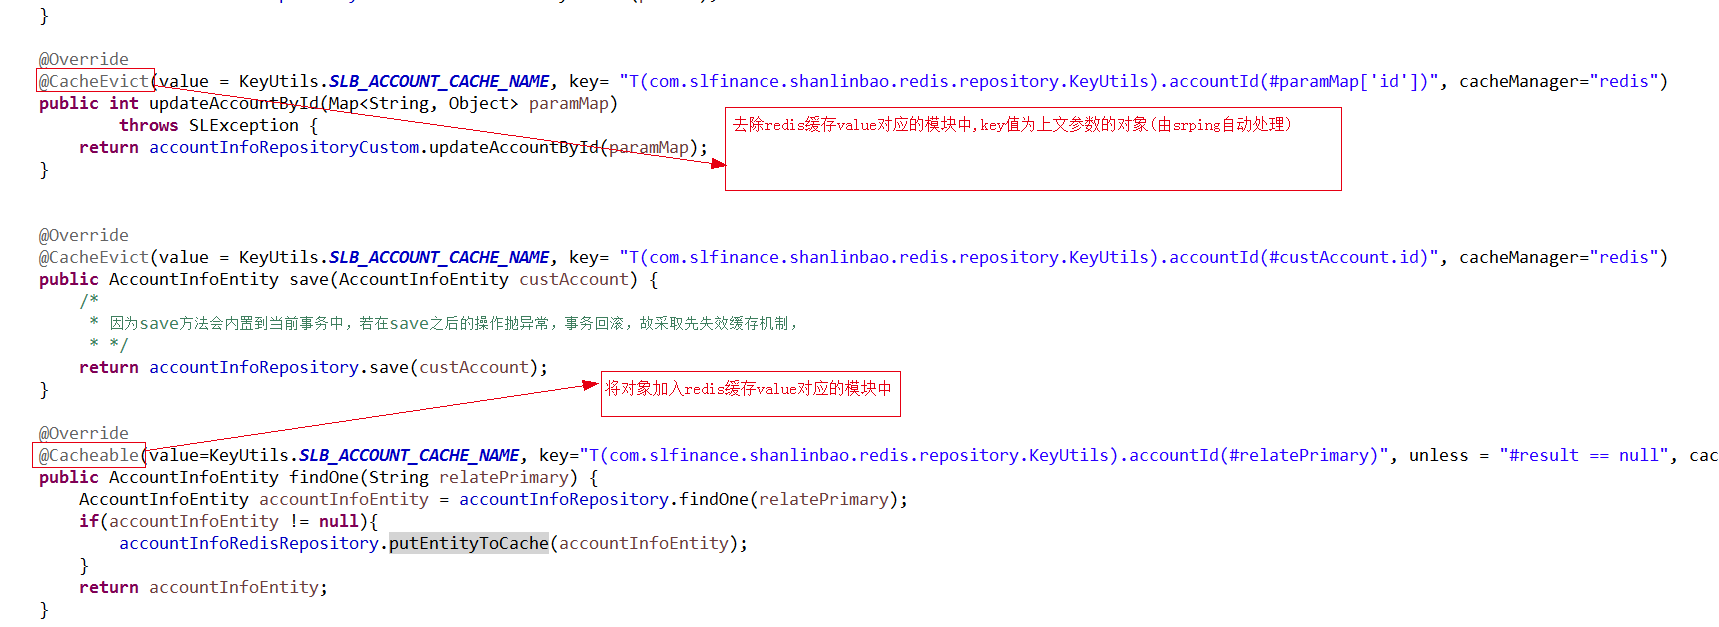 }
@Override
@CacheEvict(value = KeyUtils.SLB_ACCOUNT_CACHE_NAME, key= "T(com.slfinance.shanlinbao.redis.repository.KeyUtils).accountId(#paramMap['id'])", cacheManager="redis")
public int updateAccountById(Map<String, Object> paramMap)
throws SLException {
去除redis缓存value对应的模块中,key值为上文参数的对象(由srping自动处理)
return accountInfoRepositoryCustom.updateAccountById(paramMap);
}
@Override
@CacheEvict(value = KeyUtils.SLB_ACCOUNT_CACHE_NAME, key= "T(com.slfinance.shanlinbao.redis.repository.KeyUtils).accountId(#custAccount.id)", cacheManager="redis")
public AccountInfoEntity save(AccountInfoEntity custAccount) {
/*
* 因为save方法会内置到当前事务中，若在save之后的操作抛异常，事务回滚，故采取先失效缓存机制，
* */
return accountInfoRepository.save(custAccount);
}
将对象加入redis缓存value对应的模块中
@Override
@Cacheable(value=KeyUtils.SLB_ACCOUNT_CACHE_NAME, key="T(com.slfinance.shanlinbao.redis.repository.KeyUtils).accountId(#relatePrimary)", unless = "#result == null", cac
public AccountInfoEntity findOne(String relatePrimary) {
AccountInfoEntity accountInfoEntity = accountInfoRepository.findOne(relatePrimary);
if(accountInfoEntity != null){
accountInfoRedisRepository.putEntityToCache(accountInfoEntity);
}
return accountInfoEntity;
}